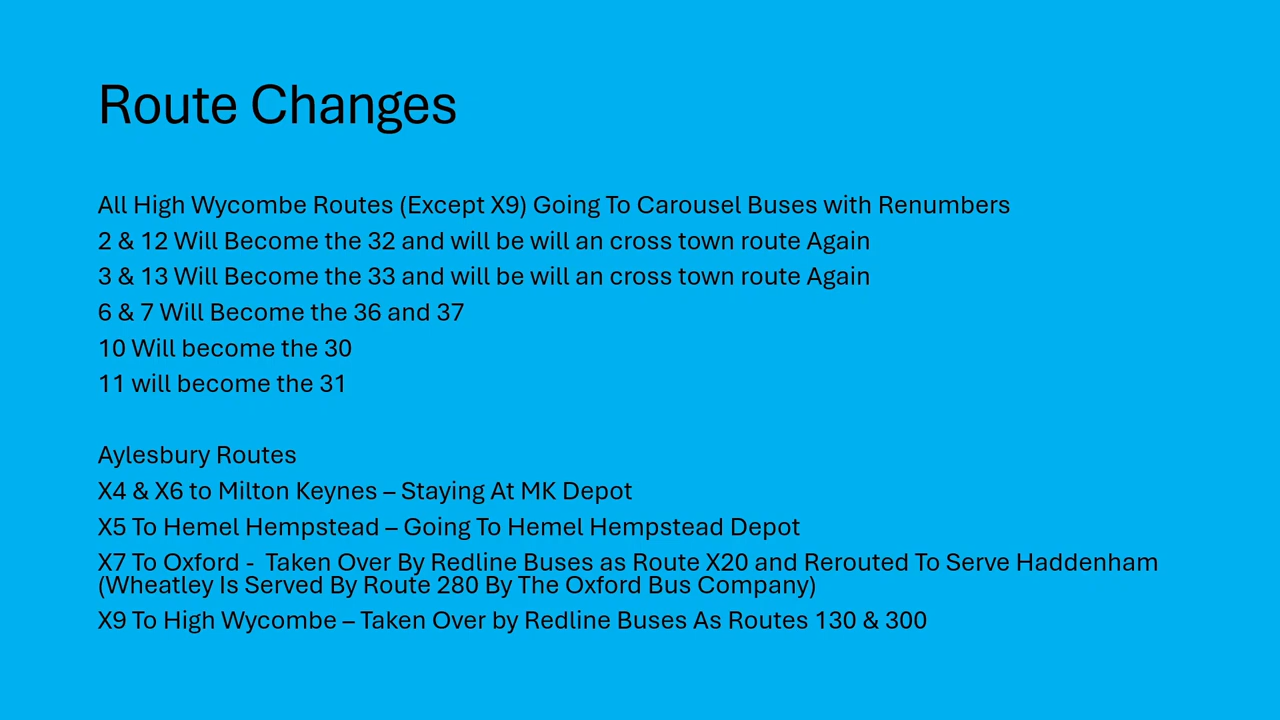 Route Changes
All High Wycombe Routes (Except X9) Going To Carousel Buses with Renumbers
2 & 12 Will Become the 32 and will be will an cross town route Again
3 & 13 Will Become the 33 and will be will an cross town route Again
6 & 7 Will Become the 36 and 37
10 Will become the 30
11 will become the 31
Aylesbury Routes
X4 & X6 to Milton Keynes – Staying At MK Depot
X5 To Hemel Hempstead – Going To Hemel Hempstead Depot
X7 To Oxford -  Taken Over By Redline Buses as Route X20 and Rerouted To Serve Haddenham
(Wheatley Is Served By Route 280 By The Oxford Bus Company)
X9 To High Wycombe – Taken Over by Redline Buses As Routes 130 & 300